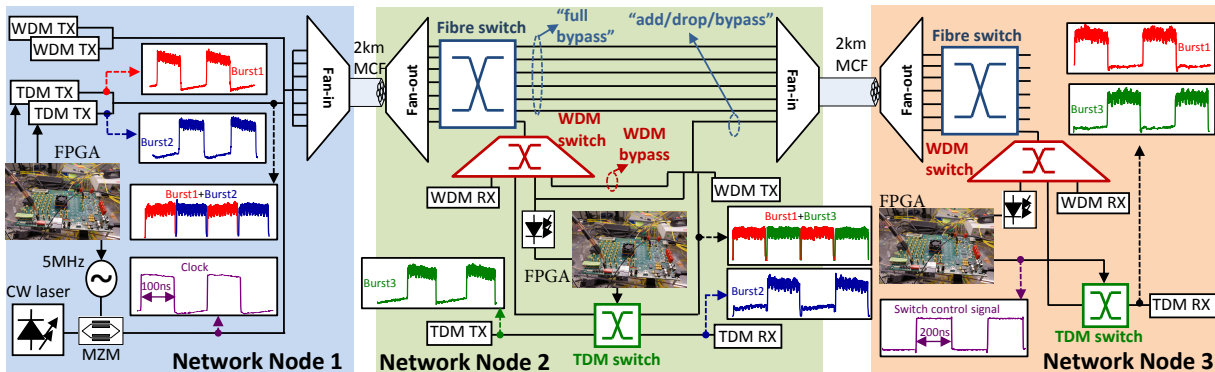 WDM TX
WDM TX
TDM TX
TDM TX
FPGA
Burst1
Burst2
Burst1+Burst2
5MHz
Clock
100ns
CW laser
MZM
Network Node 1
Fan-in
2km
MCF
Fan-out
Fibre switch
“full
bypass”
“add/drop/bypass”
WDM
switch
WDM
bypass
WDM RX
WDM TX
FPGA
Burst1+Burst3
Burst3
Burst2
TDM TX
TDM RX
TDM switch
Network Node 2
Fan-in
2km
MCF
Fan-out
Fibre switch
Burst1
Burst3
WDM
switch
WDM RX
FPGA
Switch control signal
200ns
TDM RX
TDM switch
Network Node 3